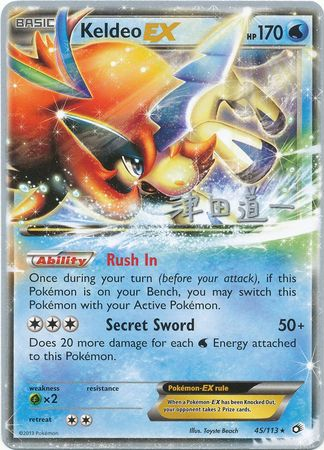 BASIC Keldeo EX HP170
津田道一
Ability Rush In
Once during your turn (before your attack), if this
Pokémon is on your Bench, you may switch this
Pokémon with your Active Pokémon.
Secret Sword 50+
Does 20 more damage for each Energy attached
to this Pokémon.
weakness resistance
×2
retreat
Pokémon-EX rule
When a Pokémon-EX has been Knocked Out,
your opponent takes 2 Prize cards.
©2013 Pokémon Illus. Toyste Beach 45/113 ★